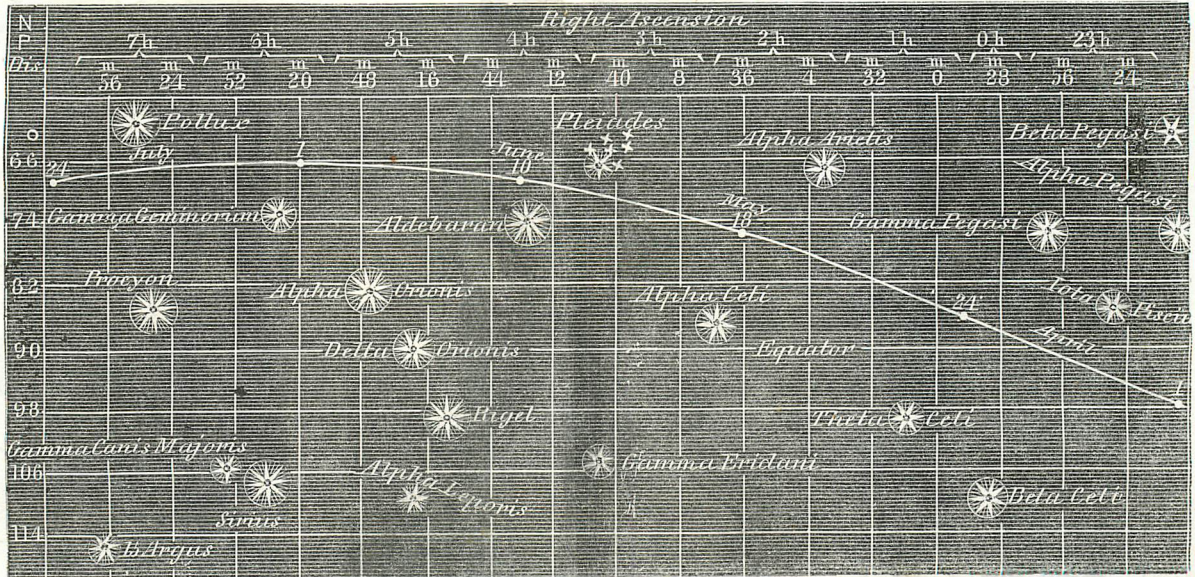 Right Ascension
N P Dis.
7h 6h 5h 4h 3h 2h 1h 0h 23h
m m m m m m m m m m m m m m m m m
56 24 52 20 48 16 44 12 40 8 36 4 32 0 28 56 24
Pollux Pleiades Alpha Arietis Beta Pegasi
o
66
24 July 1 June 10 Alpha Pegasi
74 Gamma Geminorum Aldebaran May 18 Gamma Pegasi
82 Procyon Alpha Orionis Alpha Ceti 24 Iota Piscium
90 Delta Orionis Equator April
98 Rigel Theta Ceti 1
Gamma Canis Majoris
106 Alpha Leporis Gamma Eridani Beta Ceti
Sirius
114
15 Argus